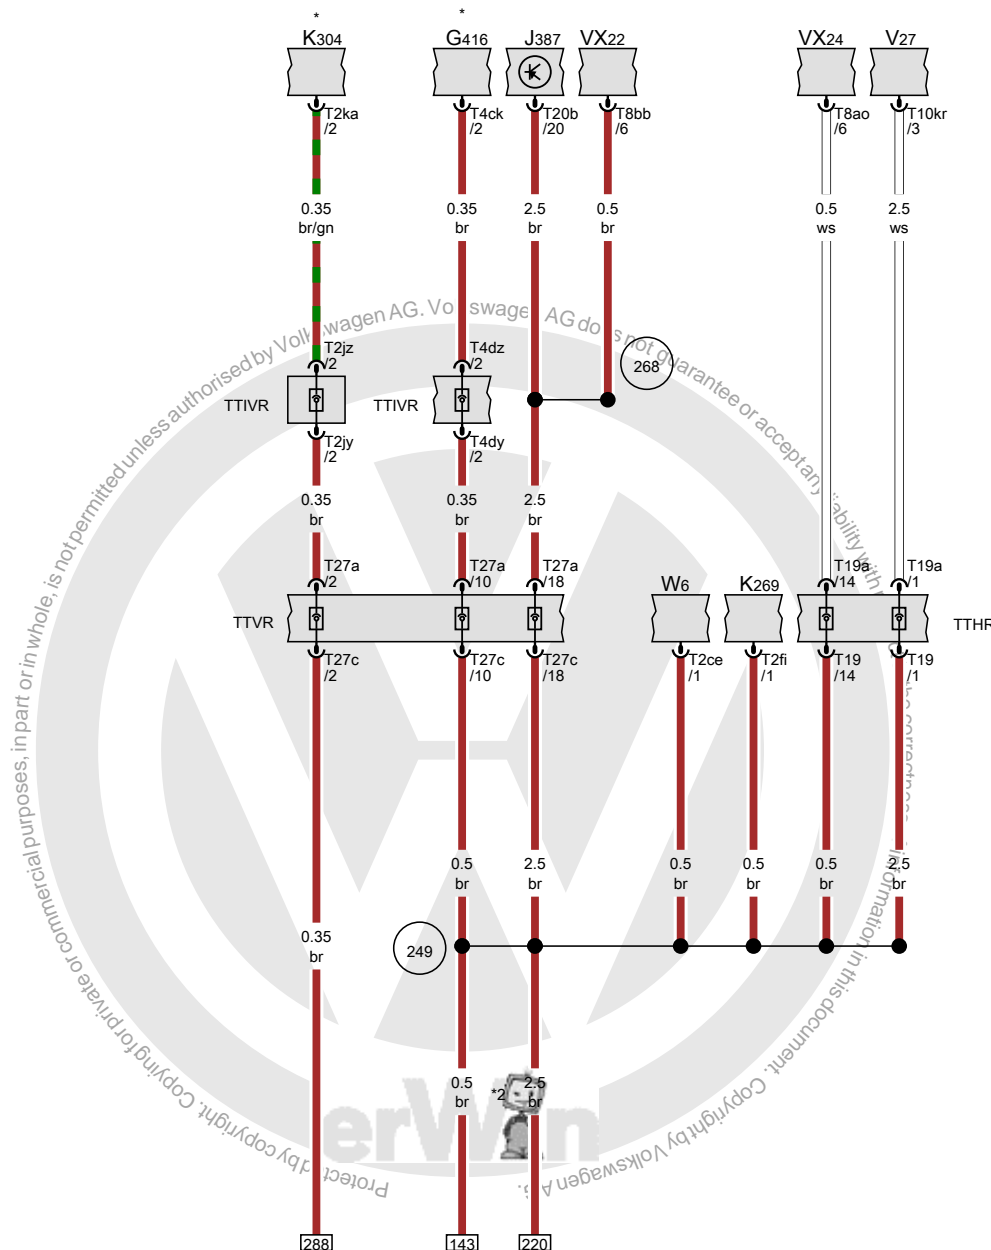 * *
K304 G416 J387 VX22 VX24 V27
T2ka /2 T4ck /2 T20b /20 T8bb /6 T8ao /6 T10kr /3
0.35 br/gn 0.35 br 2.5 br 0.5 br 0.5 ws 2.5 ws
T2jz /2 T4dz /2 268
TTIVR TTIVR
T2jy /2 T4dy /2
0.35 br 0.35 br 2.5 br
T27a /2 T27a /10 T27a /18 W6 K269 T19a /14 T19a /1
TTVR TTHR
T27c /2 T27c /10 T27c /18 T2ce /1 T2fi /1 T19 /14 T19 /1
0.5 br 2.5 br 0.5 br 0.5 br 0.5 br 2.5 br
0.35 br 249
0.5 br *2 2.5 br
288 143 220
erWin
Protected by copyright. Copying for private or commercial purposes, in part or in whole, is not permitted unless authorised by Volkswagen AG. Volkswagen AG does not guarantee or accept any liability with the correctness information in this document. Copyright by Volkswagen AG.